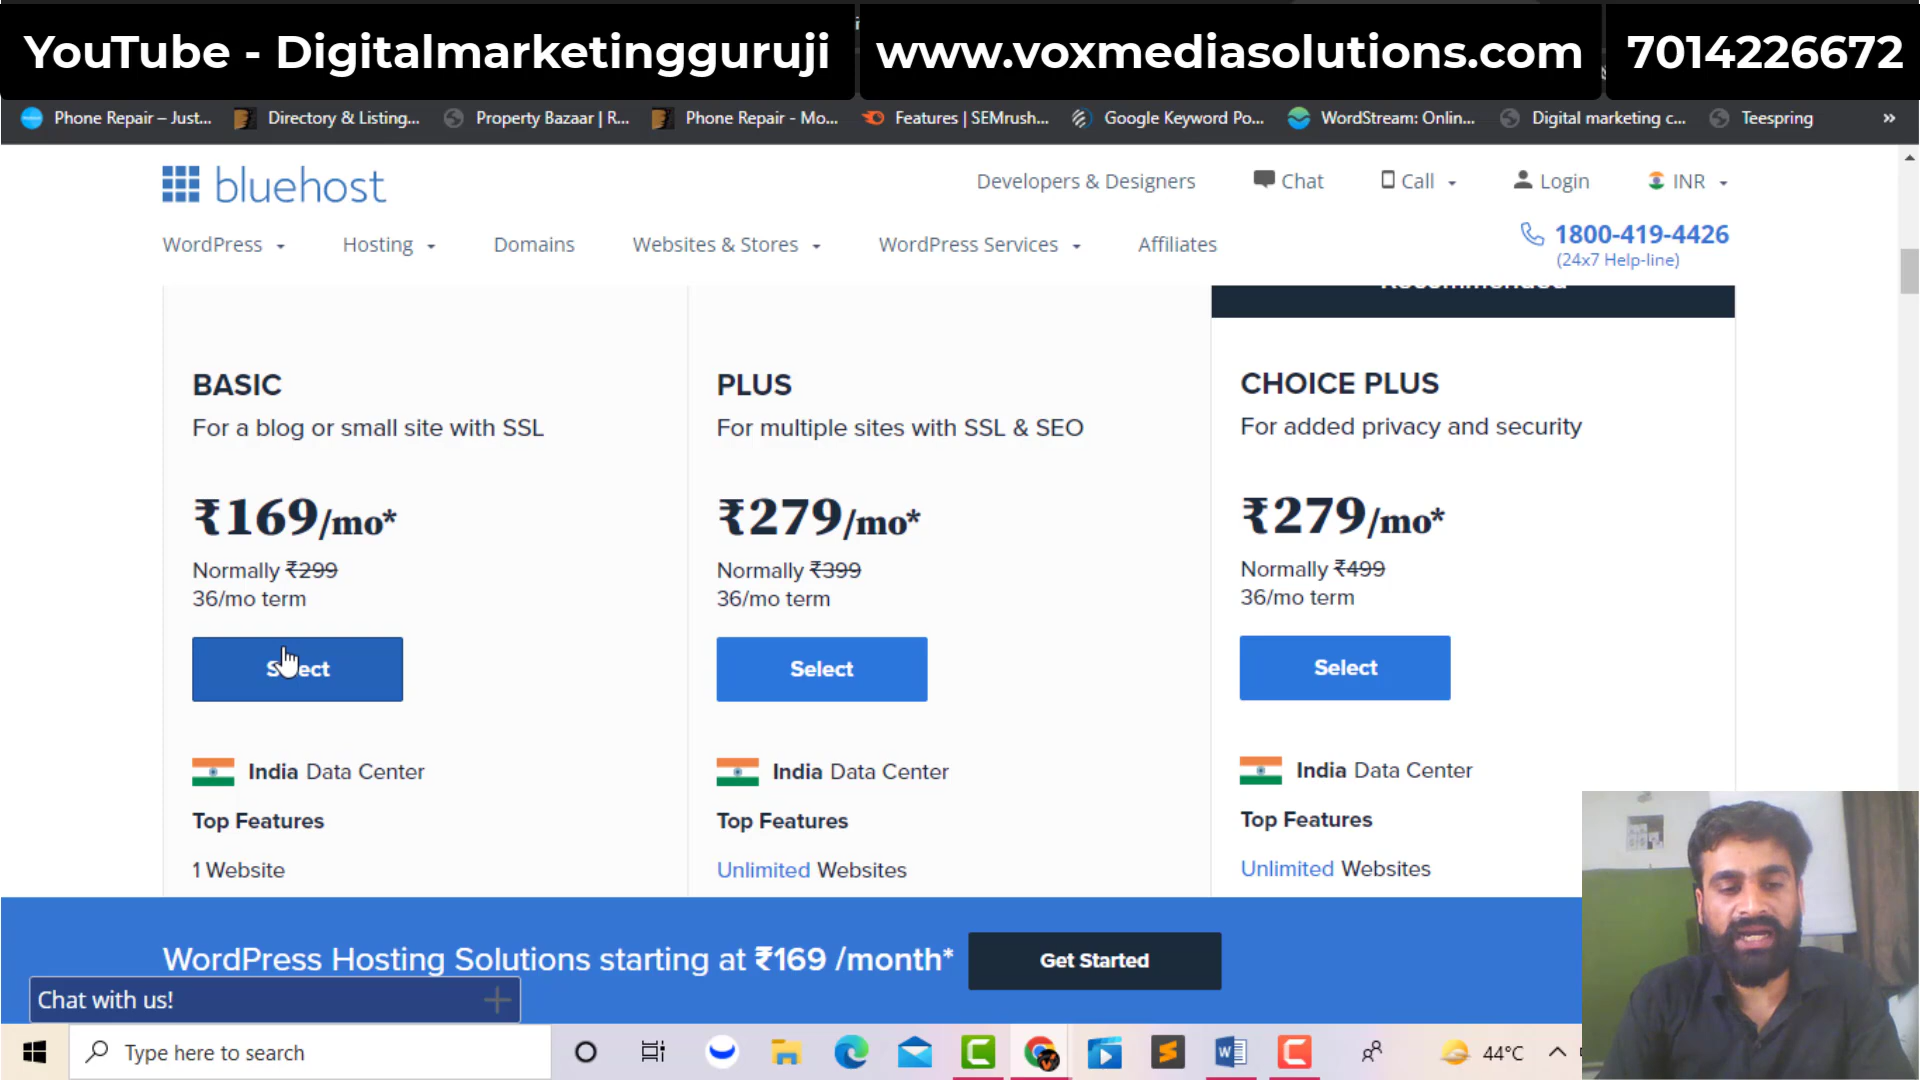 YouTube - Digitalmarketingguruji
www.voxmediasolutions.com
7014226672
Phone Repair – Just...
Directory & Listing...
Property Bazaar | R...
Phone Repair - Mo...
Features | SEMrush...
Google Keyword Po...
WordStream: Onlin...
Digital marketing c...
Teespring
»
bluehost
Developers & Designers
Chat
Call
Login
INR
WordPress
Hosting
Domains
Websites & Stores
WordPress Services
Affiliates
1800-419-4426
(24x7 Help-line)
Recommended
BASIC
For a blog or small site with SSL
₹169/mo*
Normally ₹299
36/mo term
Select
India Data Center
Top Features
1 Website
PLUS
For multiple sites with SSL & SEO
₹279/mo*
Normally ₹399
36/mo term
Select
India Data Center
Top Features
Unlimited Websites
CHOICE PLUS
For added privacy and security
₹279/mo*
Normally ₹499
36/mo term
Select
India Data Center
Top Features
Unlimited Websites
WordPress Hosting Solutions starting at ₹169 /month*
Get Started
Chat with us!
Type here to search
44°C